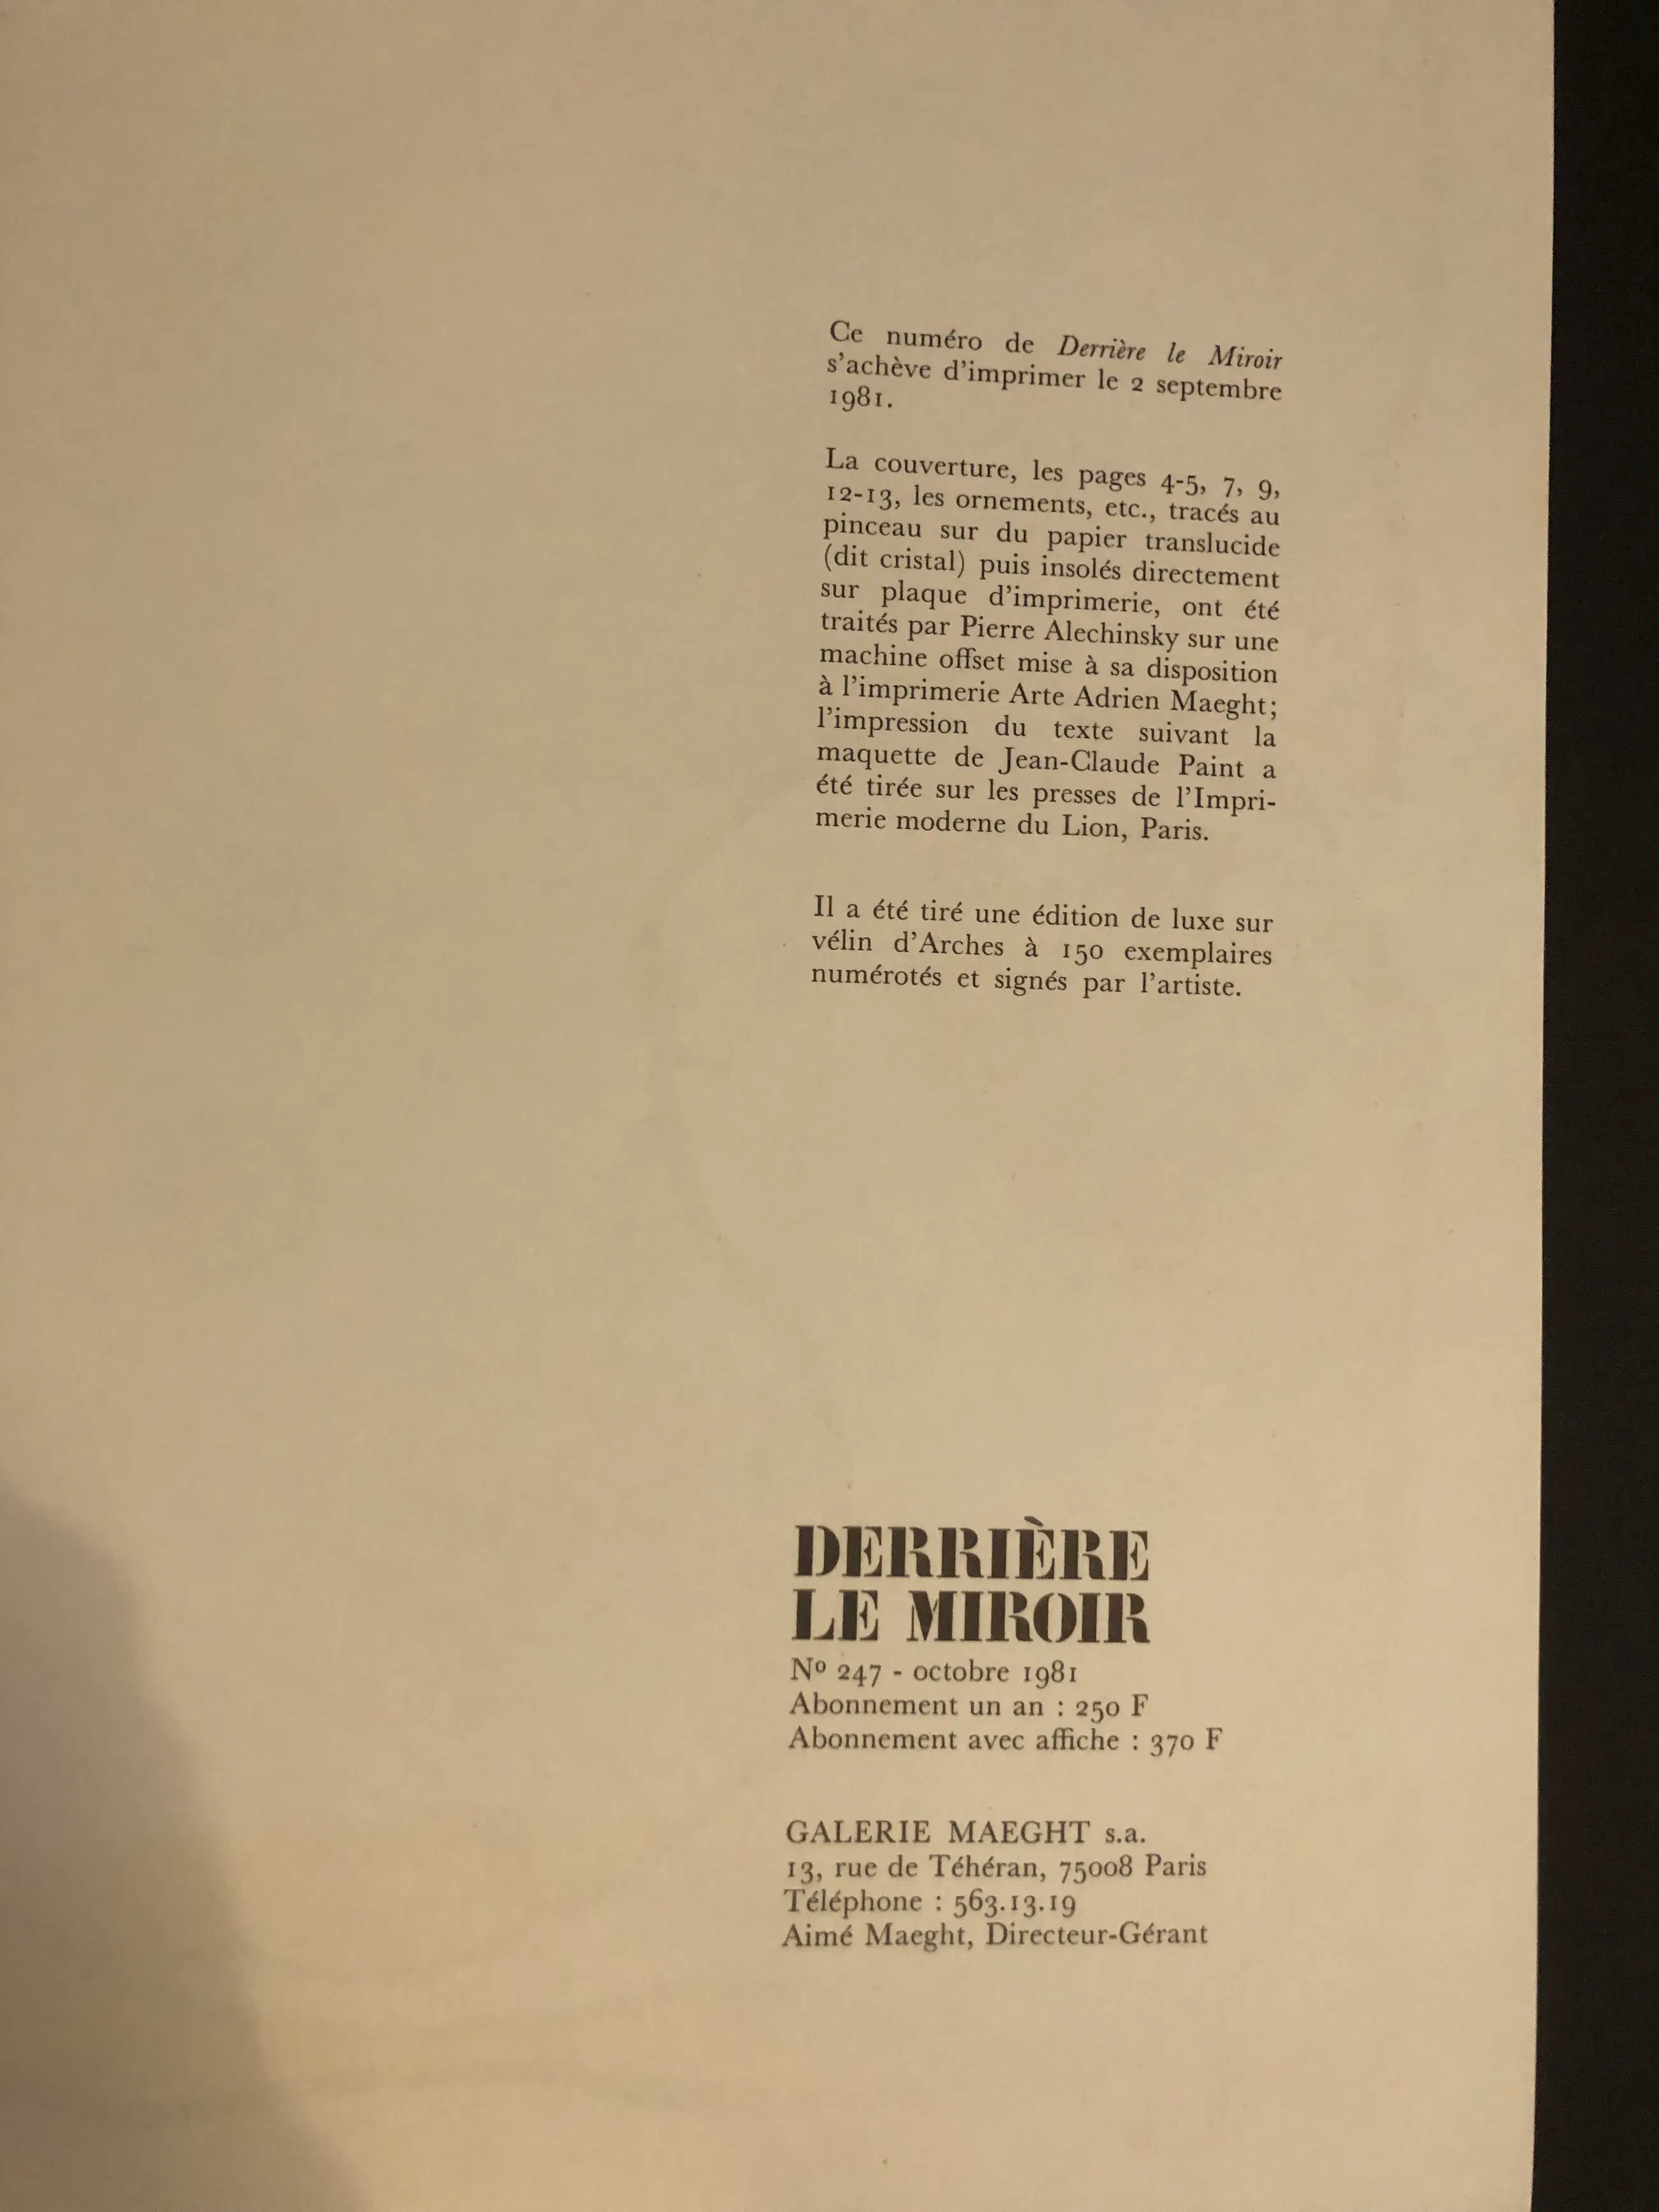 Ce numéro de Derrière le Miroir
s’achève d’imprimer le 2 septembre
1981.
La couverture, les pages 4-5, 7, 9,
12-13, les ornements, etc., tracés au
pinceau sur du papier translucide
(dit cristal) puis insolés directement
sur plaque d’imprimerie, ont été
traités par Pierre Alechinsky sur une
machine offset mise à sa disposition
à l’imprimerie Arte Adrien Maeght;
l’impression du texte suivant la
maquette de Jean-Claude Paint a
été tirée sur les presses de l’Impri-
merie moderne du Lion, Paris.
Il a été tiré une édition de luxe sur
vélin d’Arches à 150 exemplaires
numérotés et signés par l’artiste.
DERRIÈRE
LE MIROIR
Nº 247 - octobre 1981
Abonnement un an : 250 F
Abonnement avec affiche : 370 F
GALERIE MAEGHT s.a.
13, rue de Téhéran, 75008 Paris
Téléphone : 563.13.19
Aimé Maeght, Directeur-Gérant